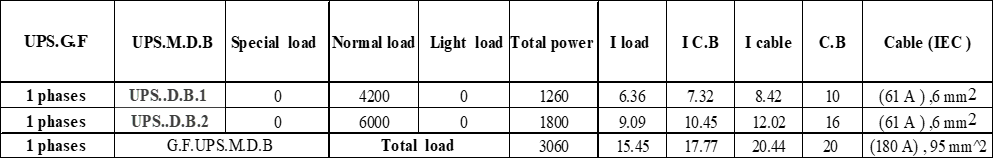 UPS.G.F UPS.M.D.B Special load Normal load Light load Total power I load I C.B I cable C.B Cable (IEC )
1 phases UPS..D.B.1 0 4200 0 1260 6.36 7.32 8.42 10 (61 A ) ,6 mm2
1 phases UPS..D.B.2 0 6000 0 1800 9.09 10.45 12.02 16 (61 A ) ,6 mm2
1 phases G.F.UPS.M.D.B Total load 3060 15.45 17.77 20.44 20 (180 A) , 95 mm^2